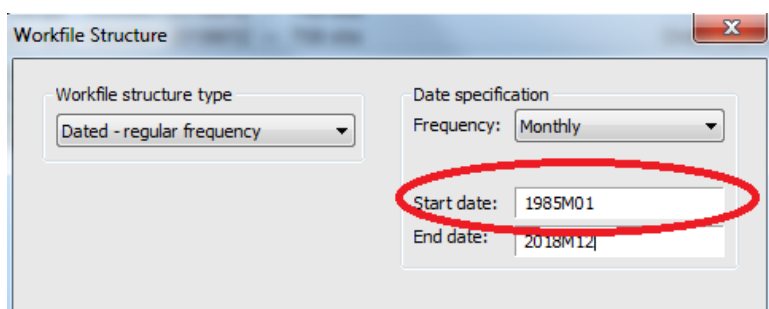 Workfile Structure
x
Workfile structure type
Dated - regular frequency
Date specification
Frequency: Monthly
Start date: 1985M01
End date: 2018M12